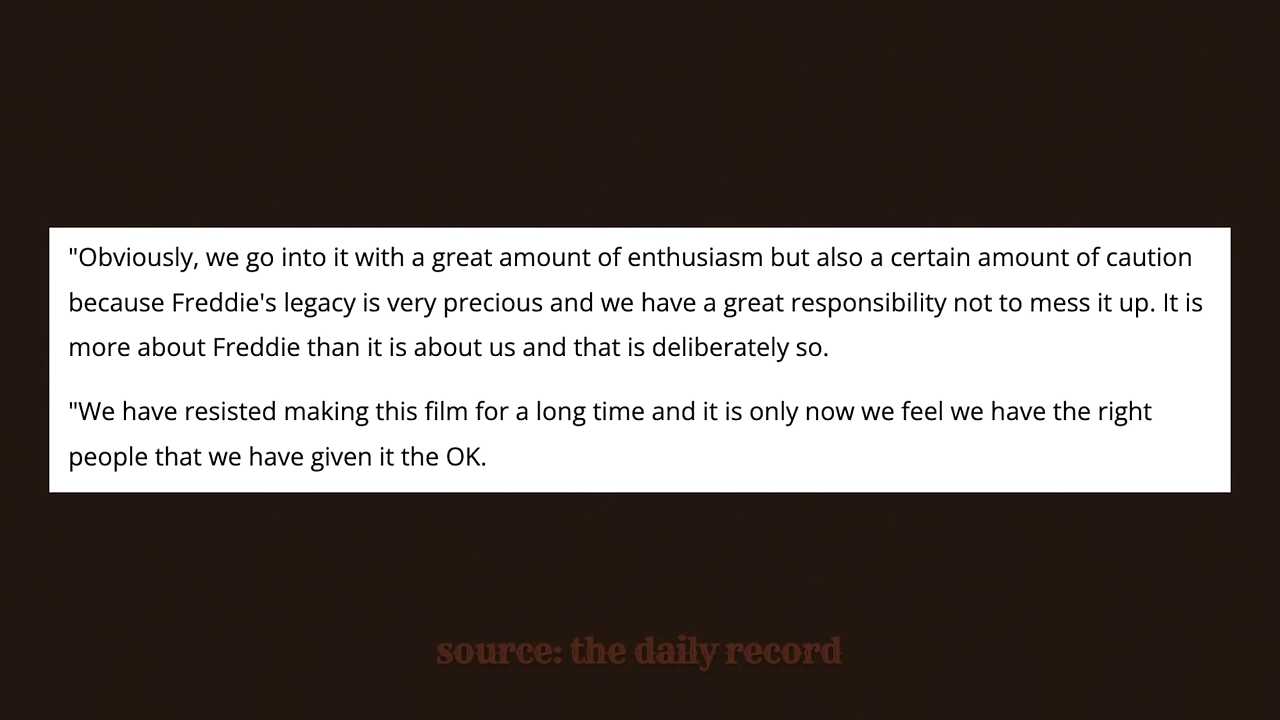 "Obviously, we go into it with a great amount of enthusiasm but also a certain amount of caution
because Freddie's legacy is very precious and we have a great responsibility not to mess it up. It is
more about Freddie than it is about us and that is deliberately so.
"We have resisted making this film for a long time and it is only now we feel we have the right
people that we have given it the OK.
source: the daily record